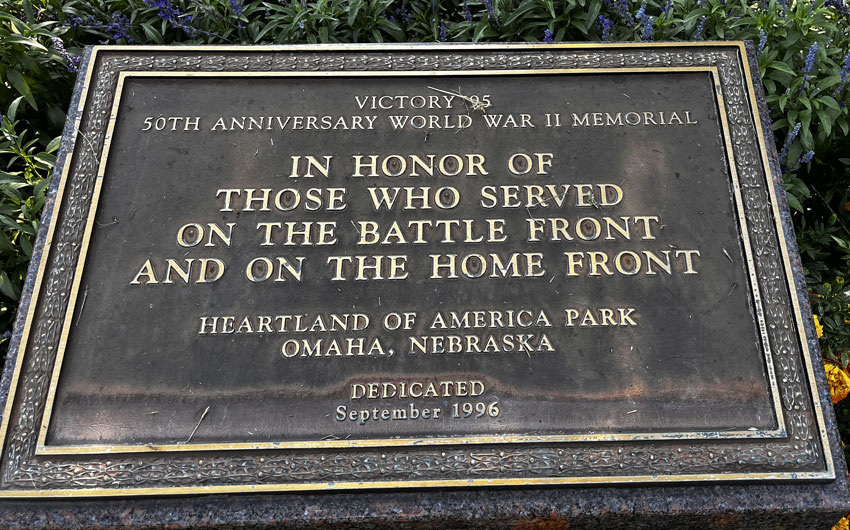 VICTORY 95
50TH ANNIVERSARY WORLD WAR II MEMORIAL
IN HONOR OF
THOSE WHO SERVED
ON THE BATTLE FRONT
AND ON THE HOME FRONT
HEARTLAND OF AMERICA PARK
OMAHA, NEBRASKA
DEDICATED
September 1996